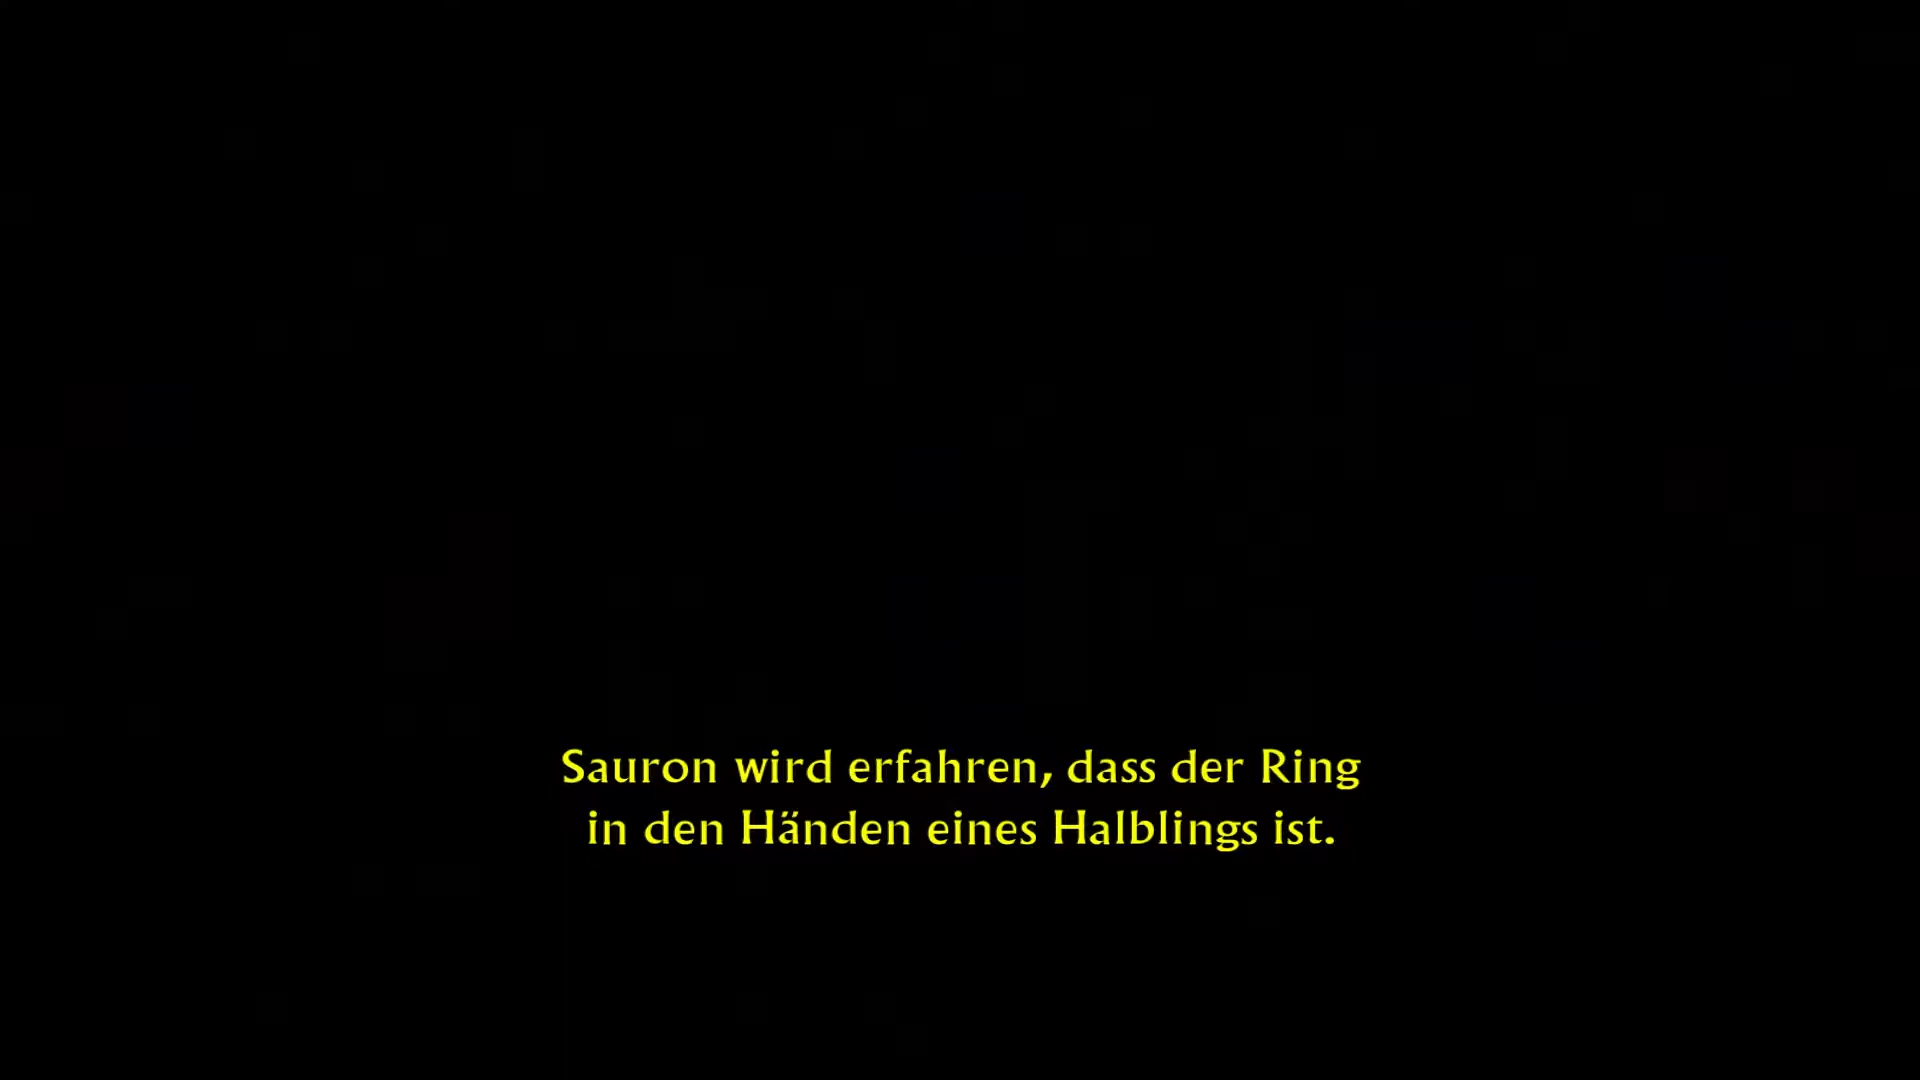 Sauron wird erfahren, dass der Ring
in den Händen eines Halblings ist.